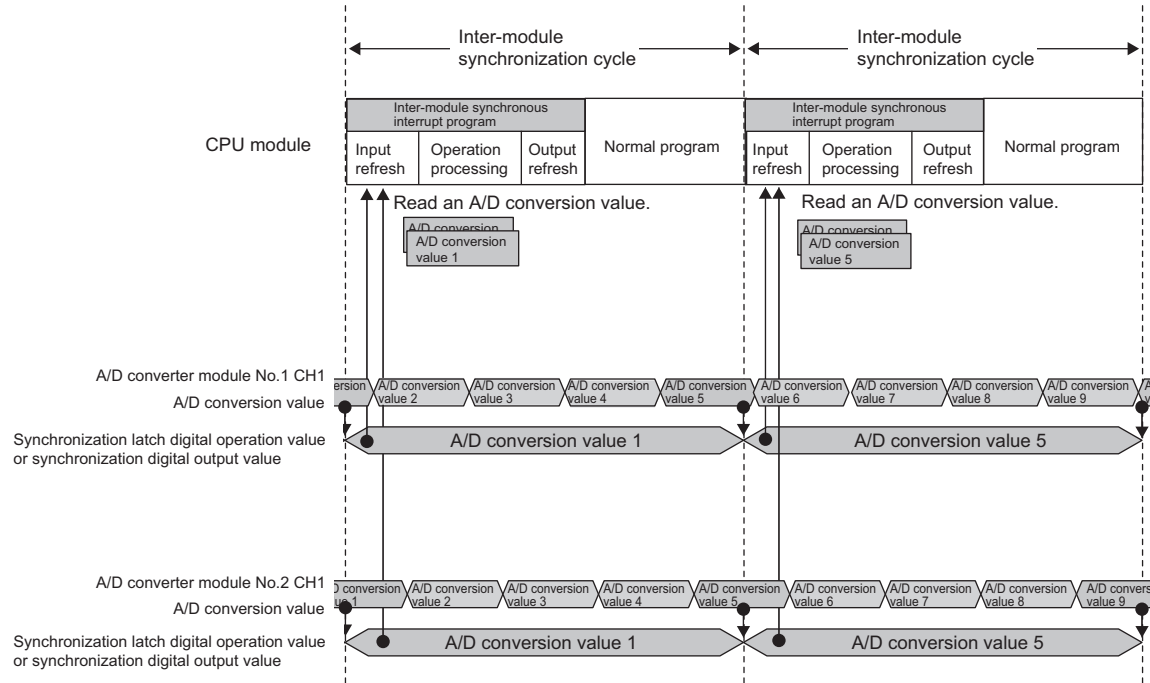 Inter-module
synchronization cycle
Inter-module
synchronization cycle
CPU module
Inter-module synchronous
interrupt program
Input
refresh
Operation
processing
Output
refresh
Normal program
Inter-module synchronous
interrupt program
Input
refresh
Operation
processing
Output
refresh
Normal program
Read an A/D conversion value.
A/D conversion
A/D conversion
value 1
Read an A/D conversion value.
A/D conversion
A/D conversion
value 5
A/D converter module No.1 CH1
A/D conversion value
ersion
A/D conversion
value 2
A/D conversion
value 3
A/D conversion
value 4
A/D conversion
value 5
A/D conversion
value 6
A/D conversion
value 7
A/D conversion
value 8
A/D conversion
value 9
Synchronization latch digital operation value
or synchronization digital output value
A/D conversion value 1
A/D conversion value 5
A/D converter module No.2 CH1
A/D conversion value
D conversion
ue 1
A/D conversion
value 2
A/D conversion
value 3
A/D conversion
value 4
A/D conversion
value 5
A/D conversion
value 6
A/D conversion
value 7
A/D conversion
value 8
A/D convers
value 9
Synchronization latch digital operation value
or synchronization digital output value
A/D conversion value 1
A/D conversion value 5